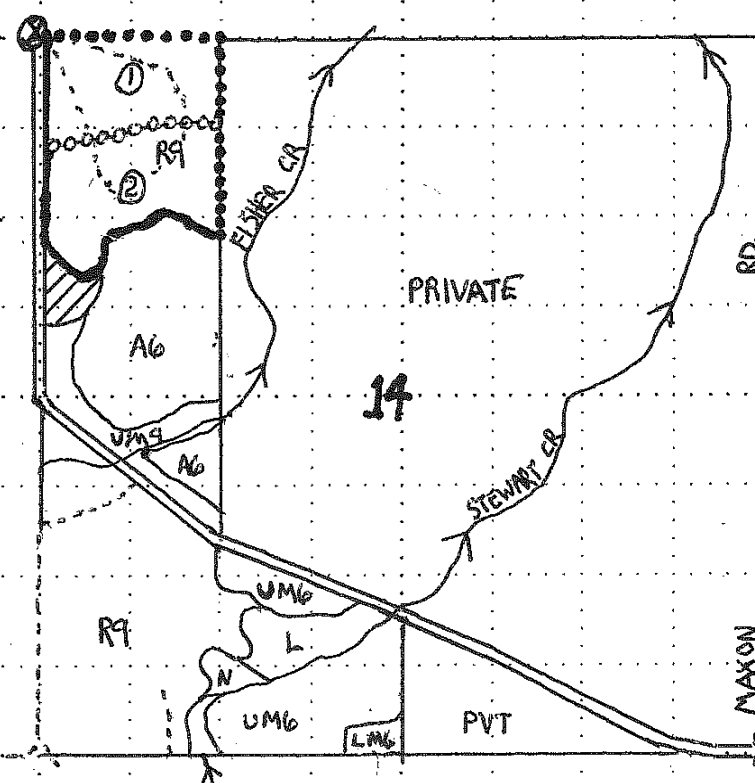 1
R9
2
FISHER CR
RD
PRIVATE
A6
14
UM9
A6
STEWART CR
UM6
R9
L
N
MAXON
UM6
LM6
PVT